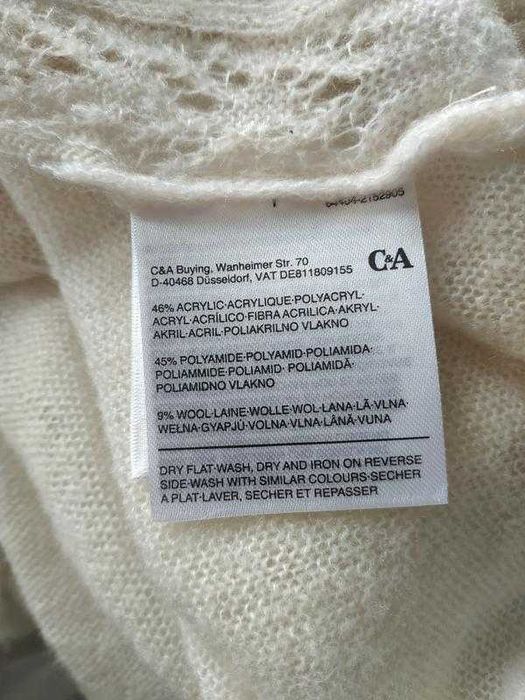 C&A Buying, Wanheimer Str. 70
D-40468 Düsseldorf, VAT DE811809155
C&A
46% ACRYLIC·ACRYLIQUE·POLYACRYL·
ACRYL·ACRÍLICO·FIBRA ACRILICA·AKRYL·
AKRIL·ACRIL·POLIAKRILNO VLAKNO
45% POLYAMIDE·POLYAMID·POLIAMIDA·
POLIAMMIDE·POLIAMID· POLIAMIDĂ·
POLIAMIDNO VLAKNO
9% WOOL·LAINE·WOLLE·WOL·LANA·LÃ·VLNA·
WEŁNA·GYAPJÚ·VOLNA·VLNA·LÂNĂ·VUNA
DRY FLAT·WASH, DRY AND IRON ON REVERSE
SIDE·WASH WITH SIMILAR COLOURS·SECHER
A PLAT·LAVER, SECHER ET REPASSER